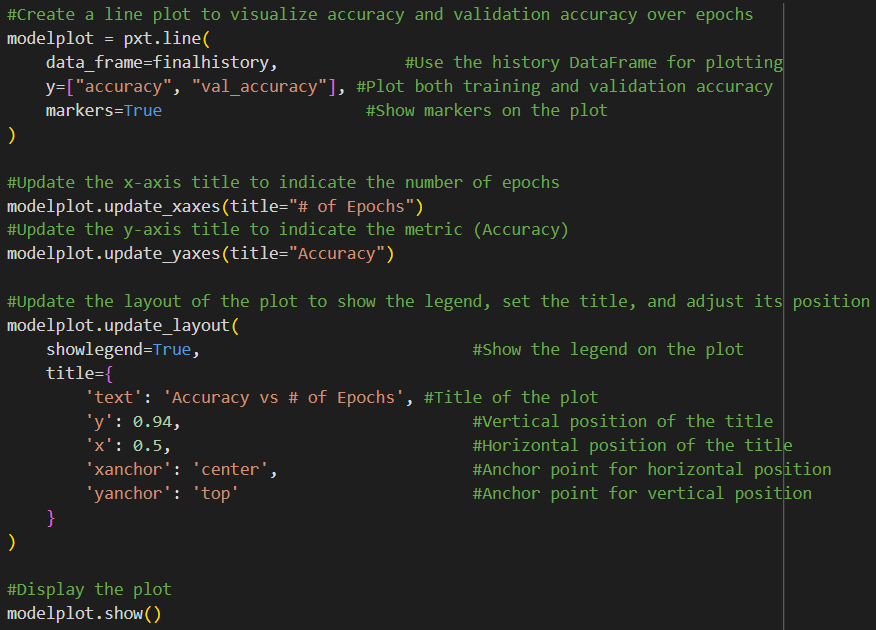 #Create a line plot to visualize accuracy and validation accuracy over epochs
modelplot = pxt.line(
    data_frame=finalhistory,             #Use the history DataFrame for plotting
    y=["accuracy", "val_accuracy"], #Plot both training and validation accuracy
    markers=True                     #Show markers on the plot
)

#Update the x-axis title to indicate the number of epochs
modelplot.update_xaxes(title="# of Epochs")
#Update the y-axis title to indicate the metric (Accuracy)
modelplot.update_yaxes(title="Accuracy")

#Update the layout of the plot to show the legend, set the title, and adjust its position
modelplot.update_layout(
    showlegend=True,                            #Show the legend on the plot
    title={
        'text': 'Accuracy vs # of Epochs', #Title of the plot
        'y': 0.94,                              #Vertical position of the title
        'x': 0.5,                               #Horizontal position of the title
        'xanchor': 'center',                    #Anchor point for horizontal position
        'yanchor': 'top'                        #Anchor point for vertical position
    }
)

#Display the plot
modelplot.show()